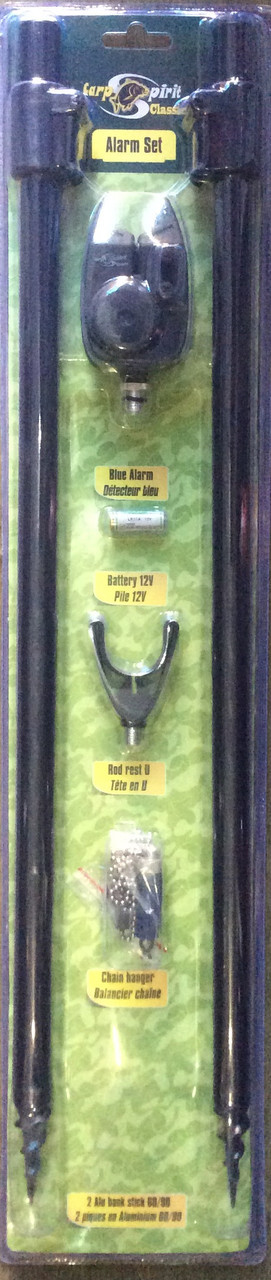 Carp Spirit
Classic
Alarm Set
Blue Alarm
Détecteur bleu
Battery 12V
Pile 12V
Rod rest U
Tête en U
Chain hanger
Balancier chaîne
2 Alu bank stick 60/90
2 piques en Aluminium 60/90